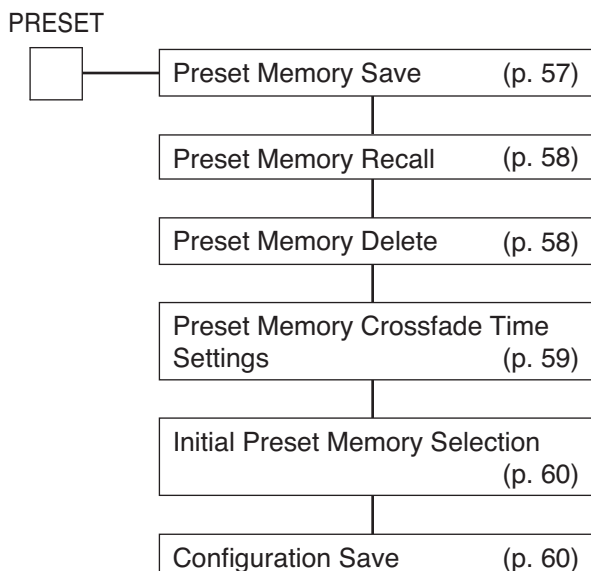 PRESET
Preset Memory Save (p. 57)
Preset Memory Recall (p. 58)
Preset Memory Delete (p. 58)
Preset Memory Crossfade Time
Settings (p. 59)
Initial Preset Memory Selection
(p. 60)
Configuration Save (p. 60)